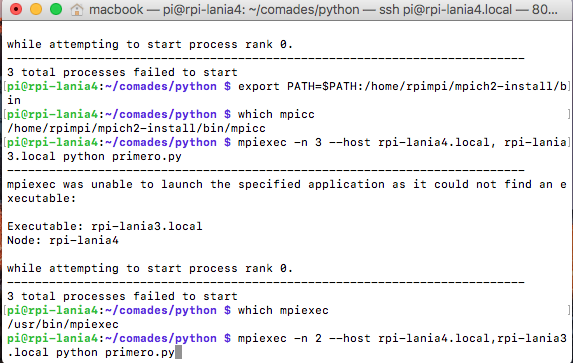 macbook — pi@rpi-lania4: ~/comades/python — ssh pi@rpi-lania4.local — 80...
while attempting to start process rank 0.
--------------------------------------------------------------------------
3 total processes failed to start
[pi@rpi-lania4:~/comades/python $ export PATH=$PATH:/home/rpimpi/mpich2-install/b]
in
[pi@rpi-lania4:~/comades/python $ which mpicc]
/home/rpimpi/mpich2-install/bin/mpicc
[pi@rpi-lania4:~/comades/python $ mpiexec -n 3 --host rpi-lania4.local, rpi-lania]
3.local python primero.py
--------------------------------------------------------------------------
mpiexec was unable to launch the specified application as it could not find an e
xecutable:
Executable: rpi-lania3.local
Node: rpi-lania4
while attempting to start process rank 0.
--------------------------------------------------------------------------
3 total processes failed to start
[pi@rpi-lania4:~/comades/python $ which mpiexec]
/usr/bin/mpiexec
pi@rpi-lania4:~/comades/python $ mpiexec -n 2 --host rpi-lania4.local,rpi-lania3
.local python primero.py